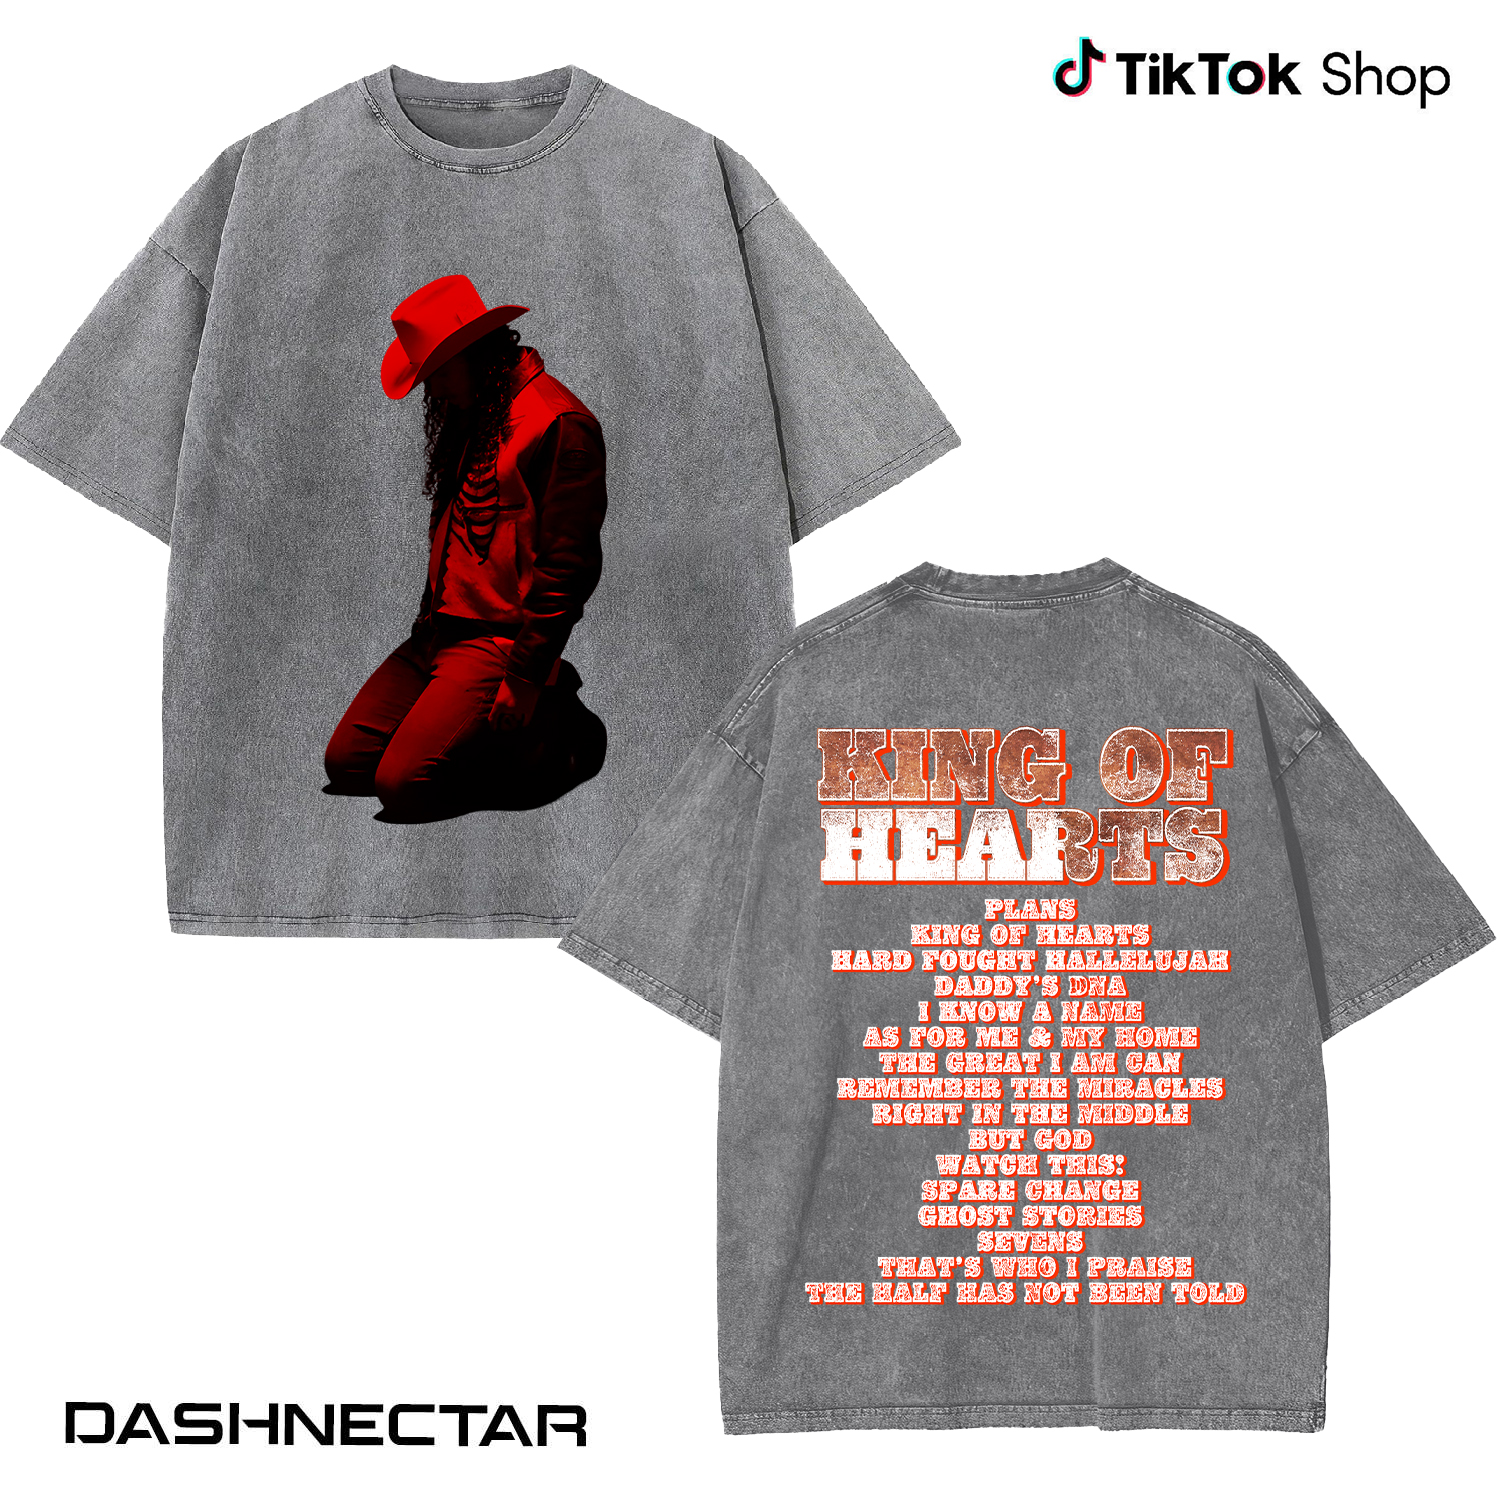 TikTok Shop
KING OF
HEARTS
PLANS
KING OF HEARTS
HARD FOUGHT HALLELUJAH
DADDY'S DNA
I KNOW A NAME
AS FOR ME & MY HOME
THE GREAT I AM CAN
REMEMBER THE MIRACLES
RIGHT IN THE MIDDLE
BUT GOD
WATCH THIS!
SPARE CHANGE
GHOST STORIES
SEVENS
THAT'S WHO I PRAISE
THE HALF HAS NOT BEEN TOLD
DASHNECTAR